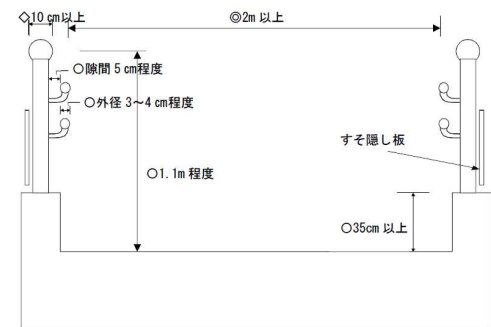 ◇10 cm以上
◎2m 以上
○隙間 5 cm程度
○外径 3～4 cm程度
すそ隠し板
○1.1m 程度
○35cm 以上